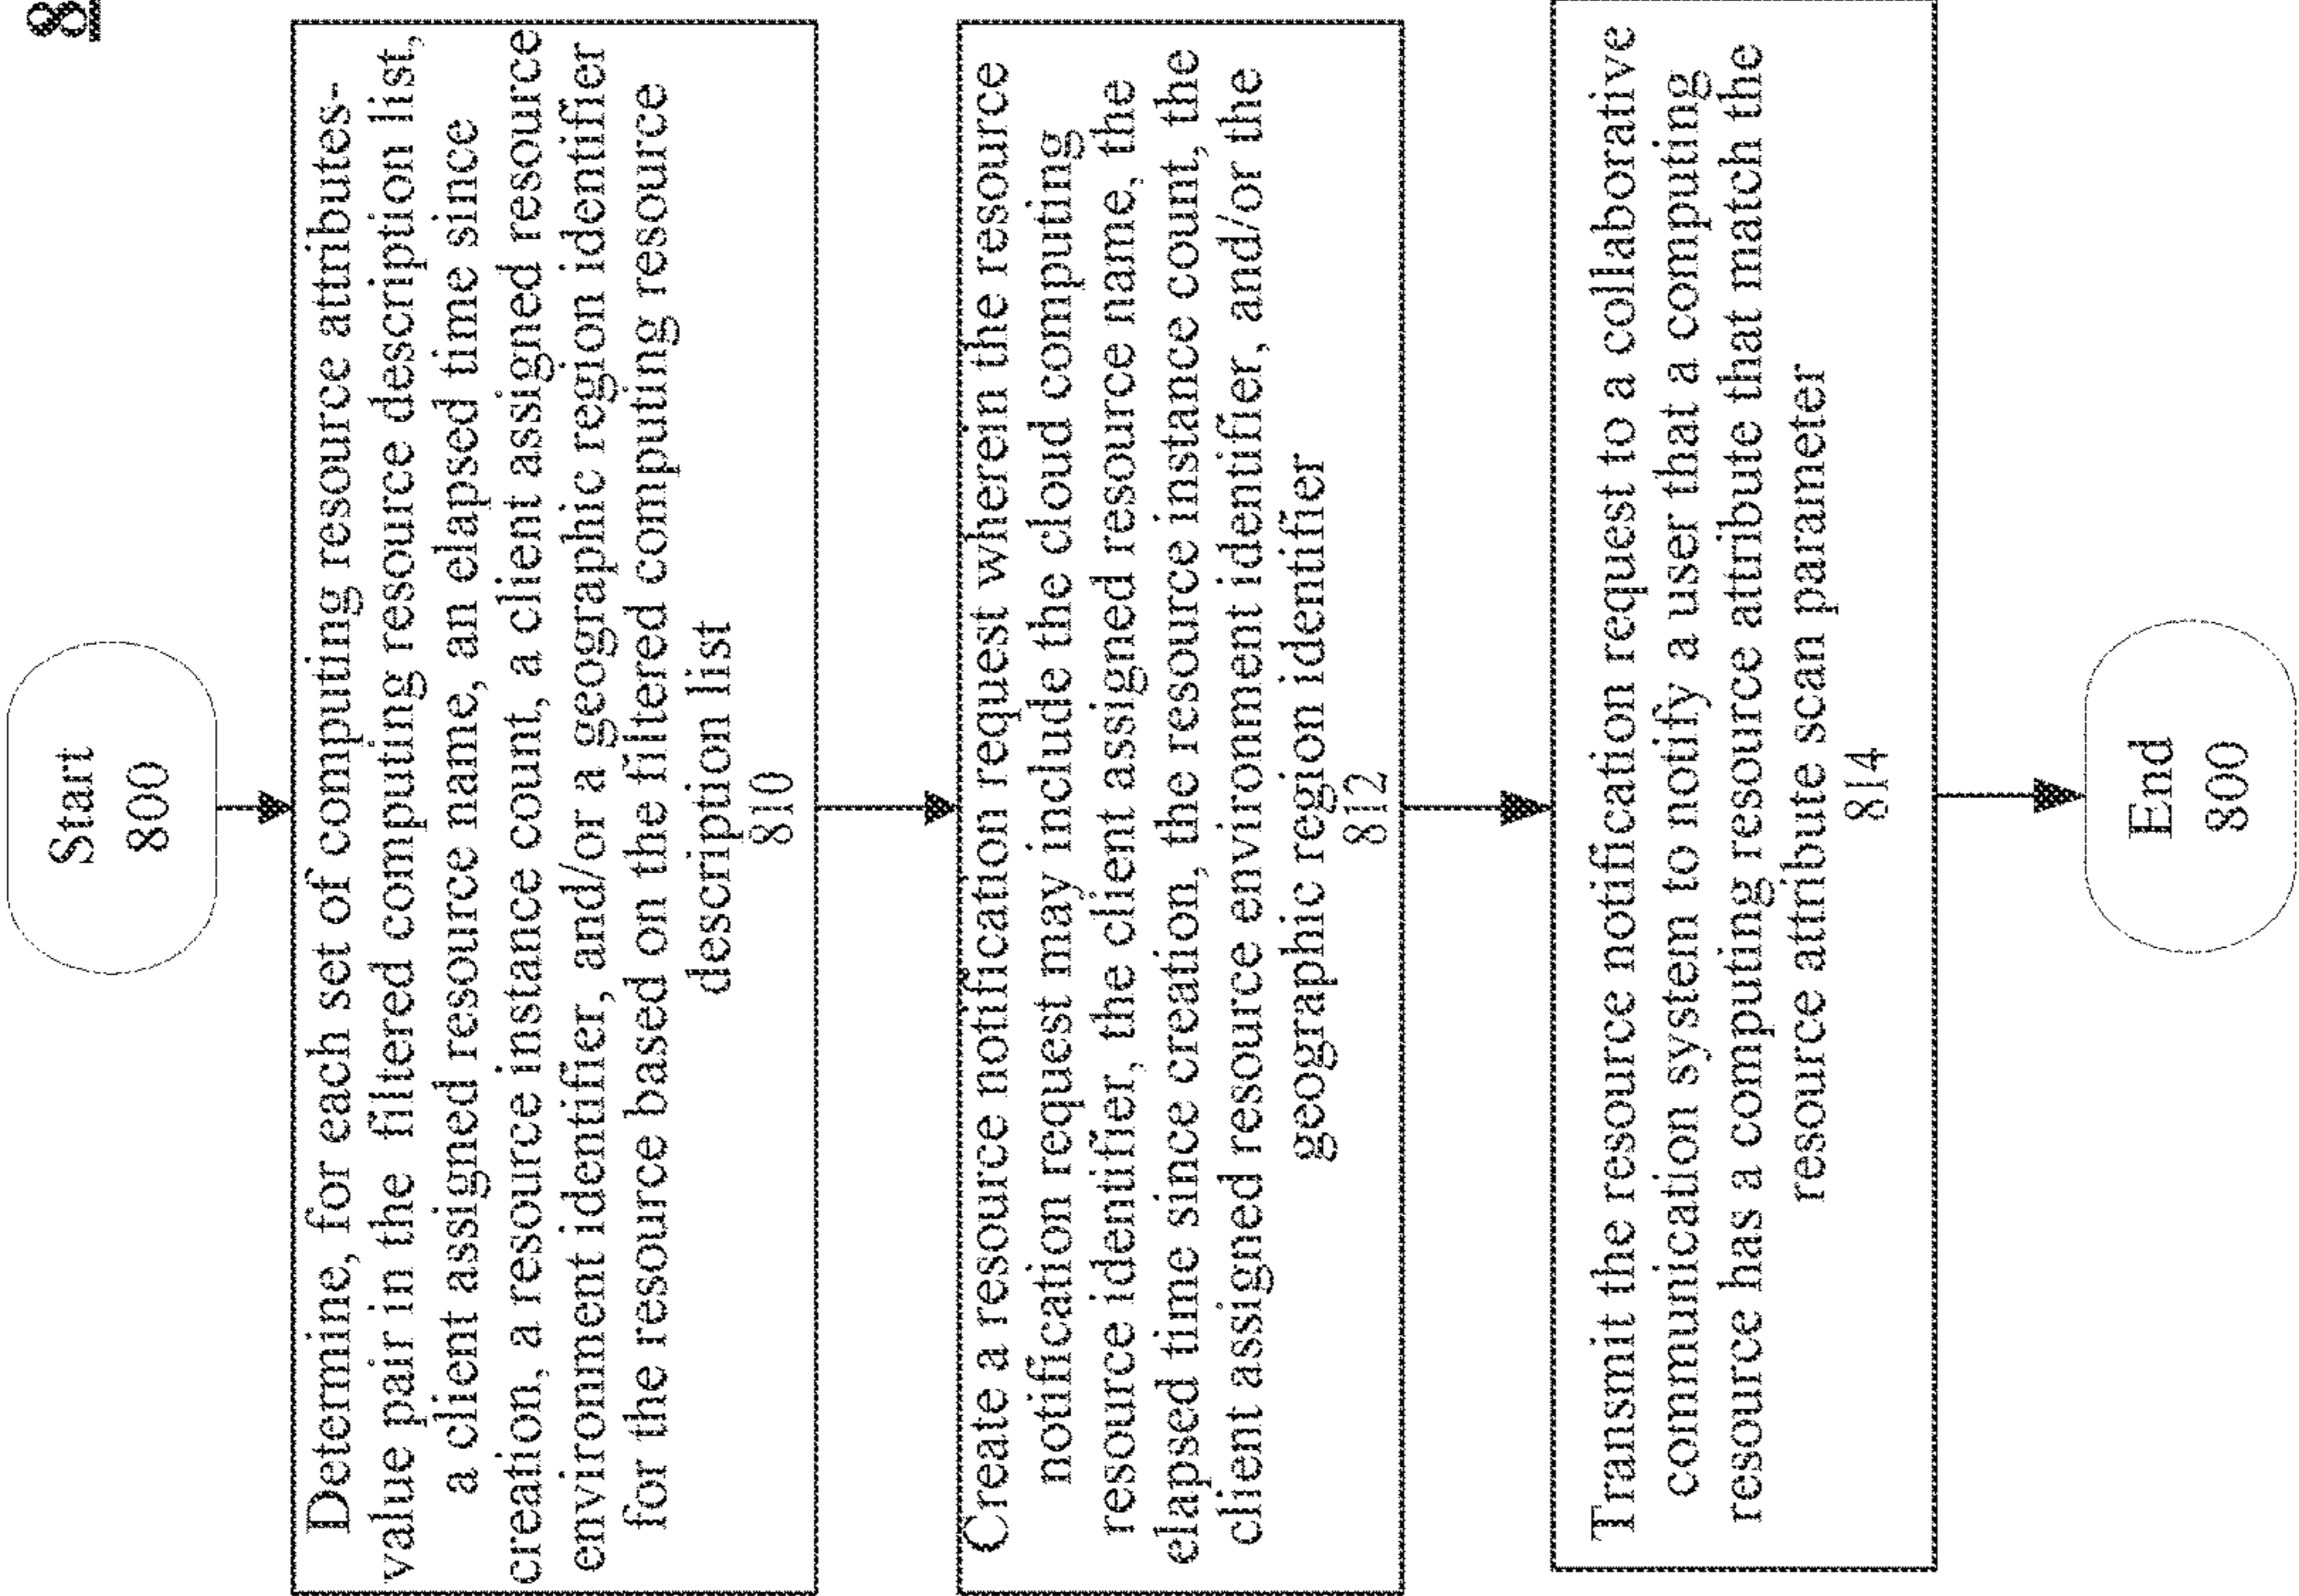 8
Start
800
Determine, for each set of computing resource attributes-
value pair in the filtered computing resource description list,
a client assigned resource name, an elapsed time since
creation, a resource instance count, a client assigned resource
environment identifier, and/or a geographic region identifier
for the resource based on the filtered computing resource
description list
810
Create a resource notification request wherein the resource
notification request may include the cloud computing
resource identifier, the client assigned resource name, the
elapsed time since creation, the resource instance count, the
client assigned resource environment identifier, and/or the
geographic region identifier
812
Transmit the resource notification request to a collaborative
communication system to notify a user that a computing
resource has a computing resource attribute that match the
resource attribute scan parameter
814
End
800